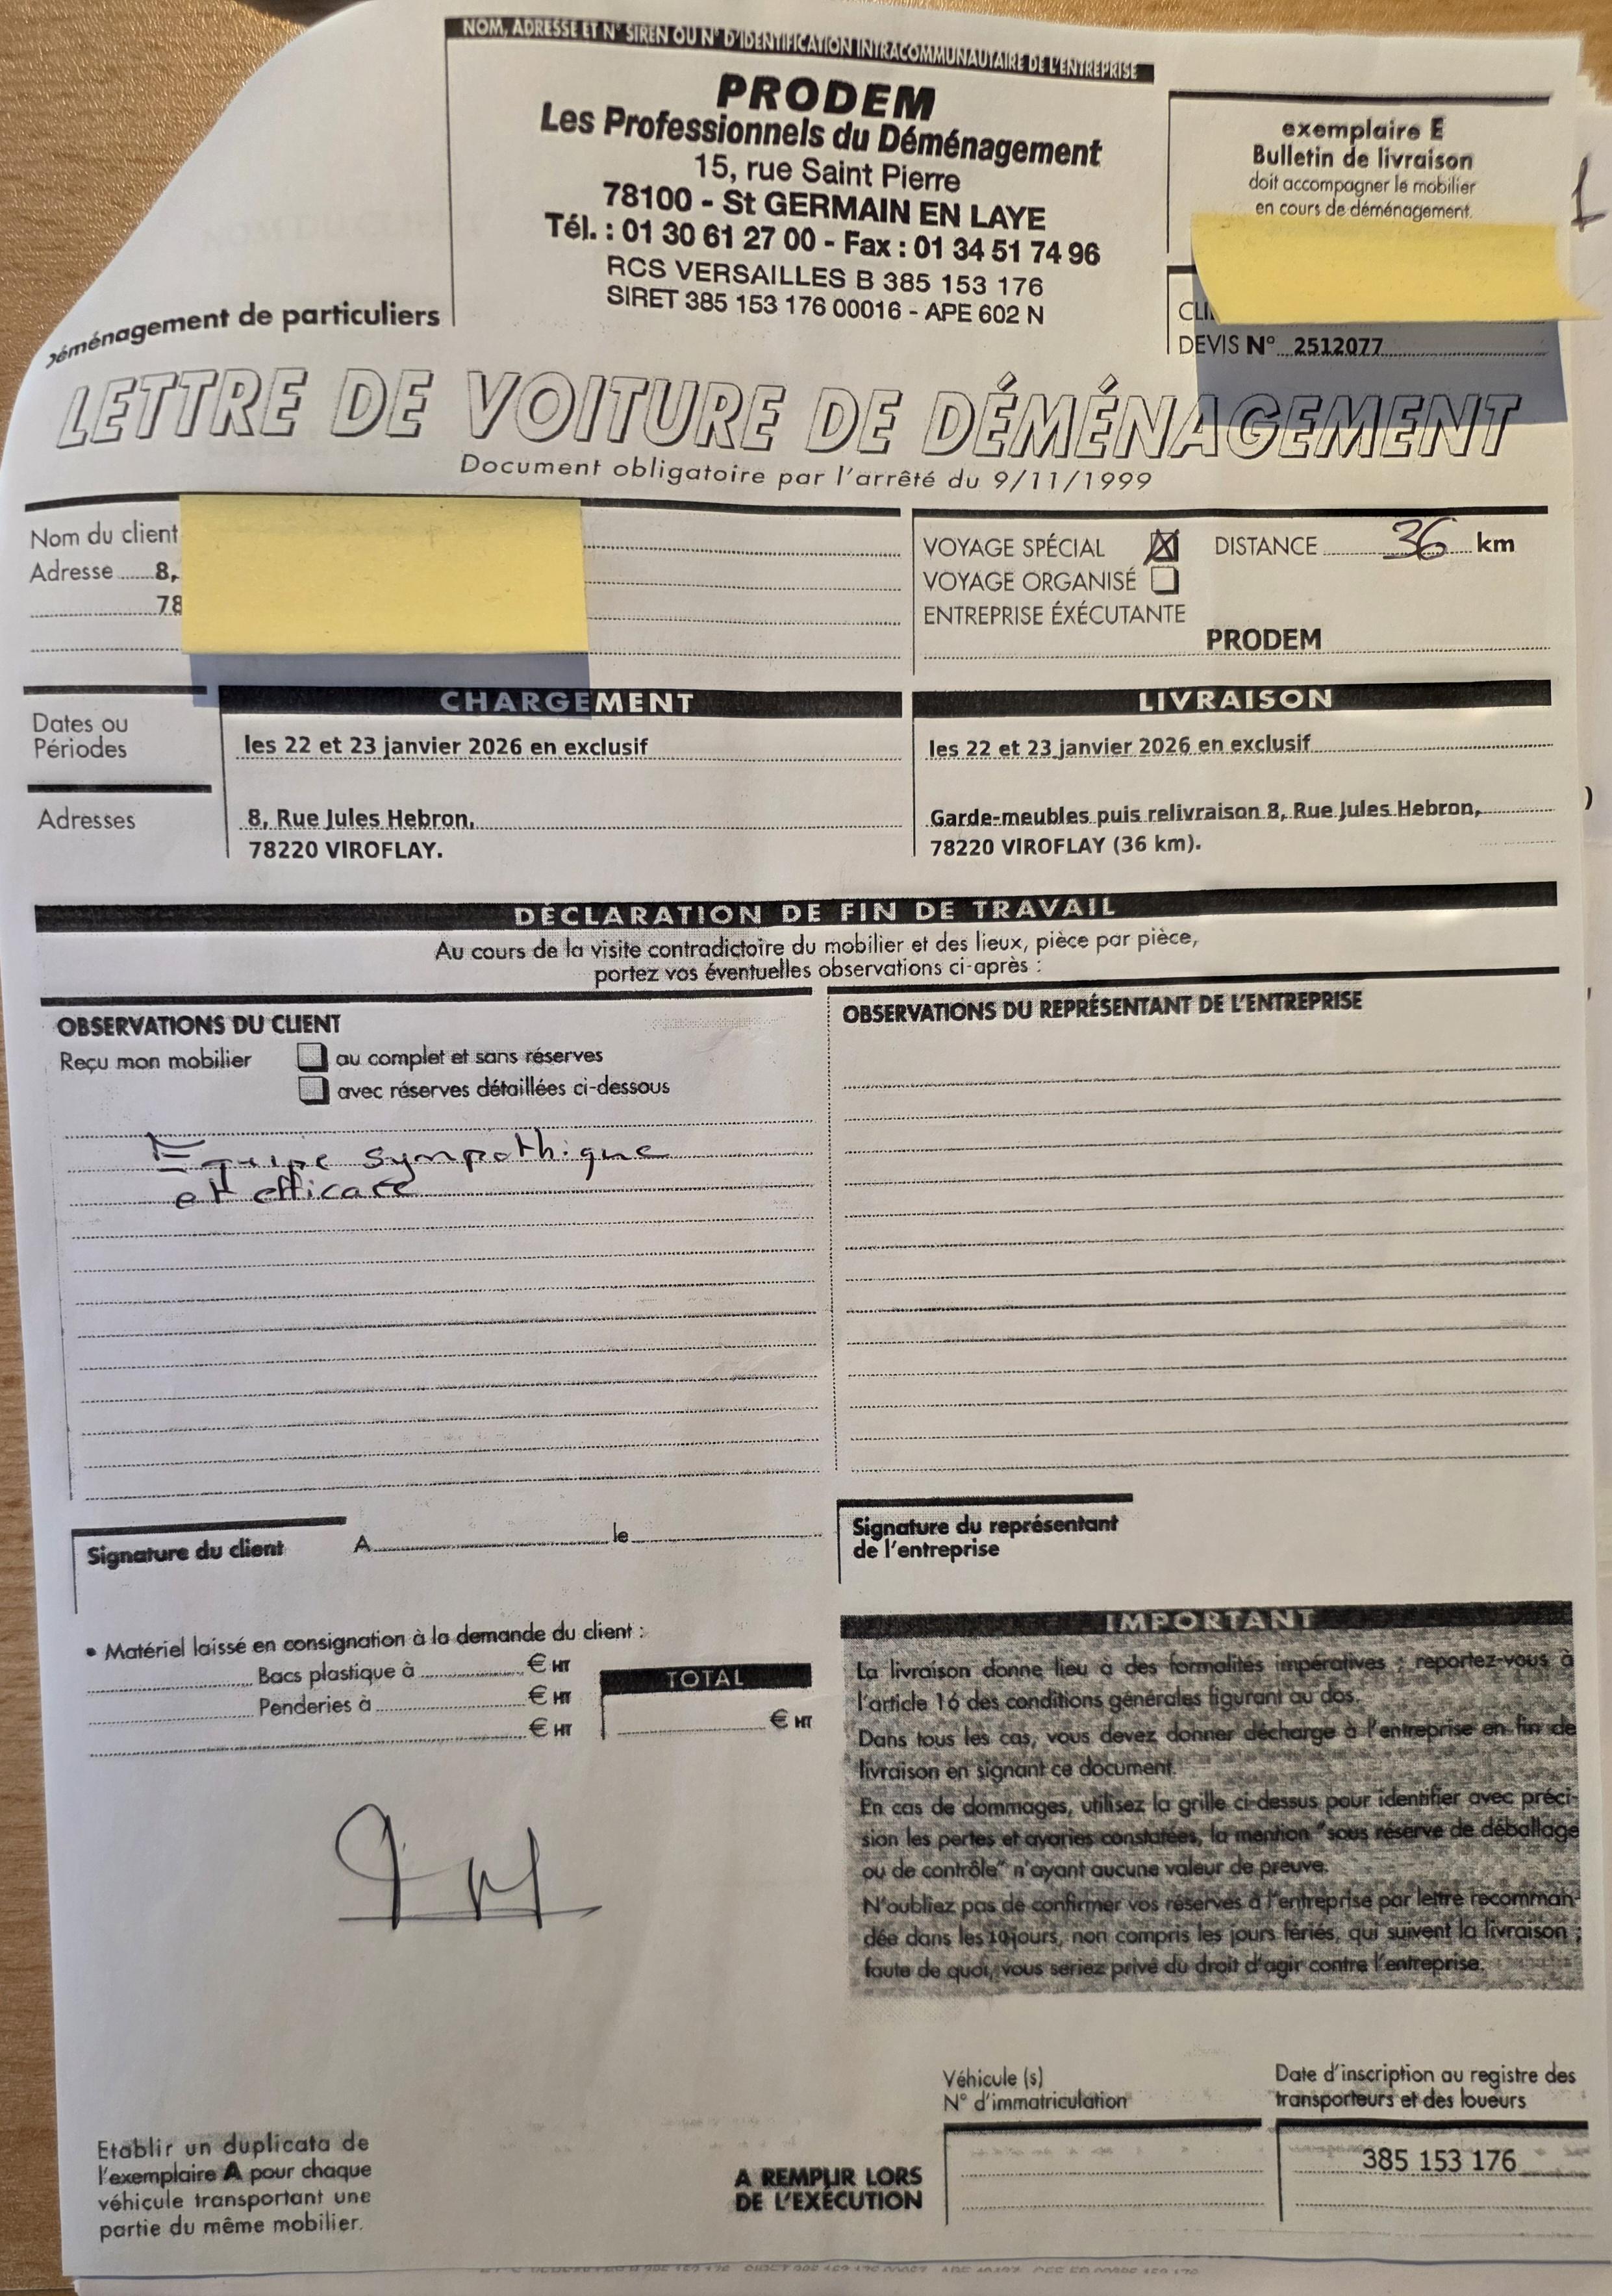 NOM, ADRESSE ET N° SIREN OU N° D'IDENTIFICATION INTRACOMMUNAUTAIRE DE L'ENTREPRISE
PRODEM
Les Professionnels du Déménagement
15, rue Saint Pierre
78100 - St GERMAIN EN LAYE
Tél. : 01 30 61 27 00 - Fax : 01 34 51 74 96
RCS VERSAILLES B 385 153 176
SIRET 385 153 176 00016 - APE 602 N
exemplaire E
Bulletin de livraison
doit accompagner le mobilier
en cours de déménagement.
1
DEVIS N° 2512077
déménagement de particuliers
LETTRE DE VOITURE DE DÉMÉNAGEMENT
Document obligatoire par l'arrêté du 9/11/1999
Nom du client
Adresse 8,
78
VOYAGE SPÉCIAL DISTANCE 36 km
VOYAGE ORGANISÉ
ENTREPRISE ÉXÉCUTANTE
PRODEM
CHARGEMENT
LIVRAISON
Dates ou
Périodes
les 22 et 23 janvier 2026 en exclusif
les 22 et 23 janvier 2026 en exclusif
Adresses
8, Rue Jules Hebron,
78220 VIROFLAY.
Garde-meubles puis relivraison 8, Rue Jules Hebron,
78220 VIROFLAY (36 km).
DÉCLARATION DE FIN DE TRAVAIL
Au cours de la visite contradictoire du mobilier et des lieux, pièce par pièce,
portez vos éventuelles observations ci-après :
OBSERVATIONS DU CLIENT
Reçu mon mobilier au complet et sans réserves
avec réserves détaillées ci-dessous
Equipe sympathique
et efficace
OBSERVATIONS DU REPRÉSENTANT DE L'ENTREPRISE
Signature du client A le
Signature du représentant
de l'entreprise
• Matériel laissé en consignation à la demande du client :
Bacs plastique à € HT
Penderies à € HT
€ HT
TOTAL
€ HT
IMPORTANT
La livraison donne lieu à des formalités impératives ; reportez-vous à
l'article 16 des conditions générales figurant au dos.
Dans tous les cas, vous devez donner décharge à l'entreprise en fin de
livraison en signant ce document.
En cas de dommages, utilisez la grille ci-dessus pour identifier avec préci-
sion les pertes et avaries constatées, la mention "sous réserve de déballage
ou de contrôle" n'ayant aucune valeur de preuve.
N'oubliez pas de confirmer vos réserves à l'entreprise par lettre recomman-
dée dans les 10 jours, non compris les jours fériés, qui suivent la livraison ;
faute de quoi, vous seriez privé du droit d'agir contre l'entreprise.
Etablir un duplicata de
l'exemplaire A pour chaque
véhicule transportant une
partie du même mobilier.
A REMPLIR LORS
DE L'EXÉCUTION
Véhicule (s)
N° d'immatriculation
Date d'inscription au registre des
transporteurs et des loueurs
385 153 176